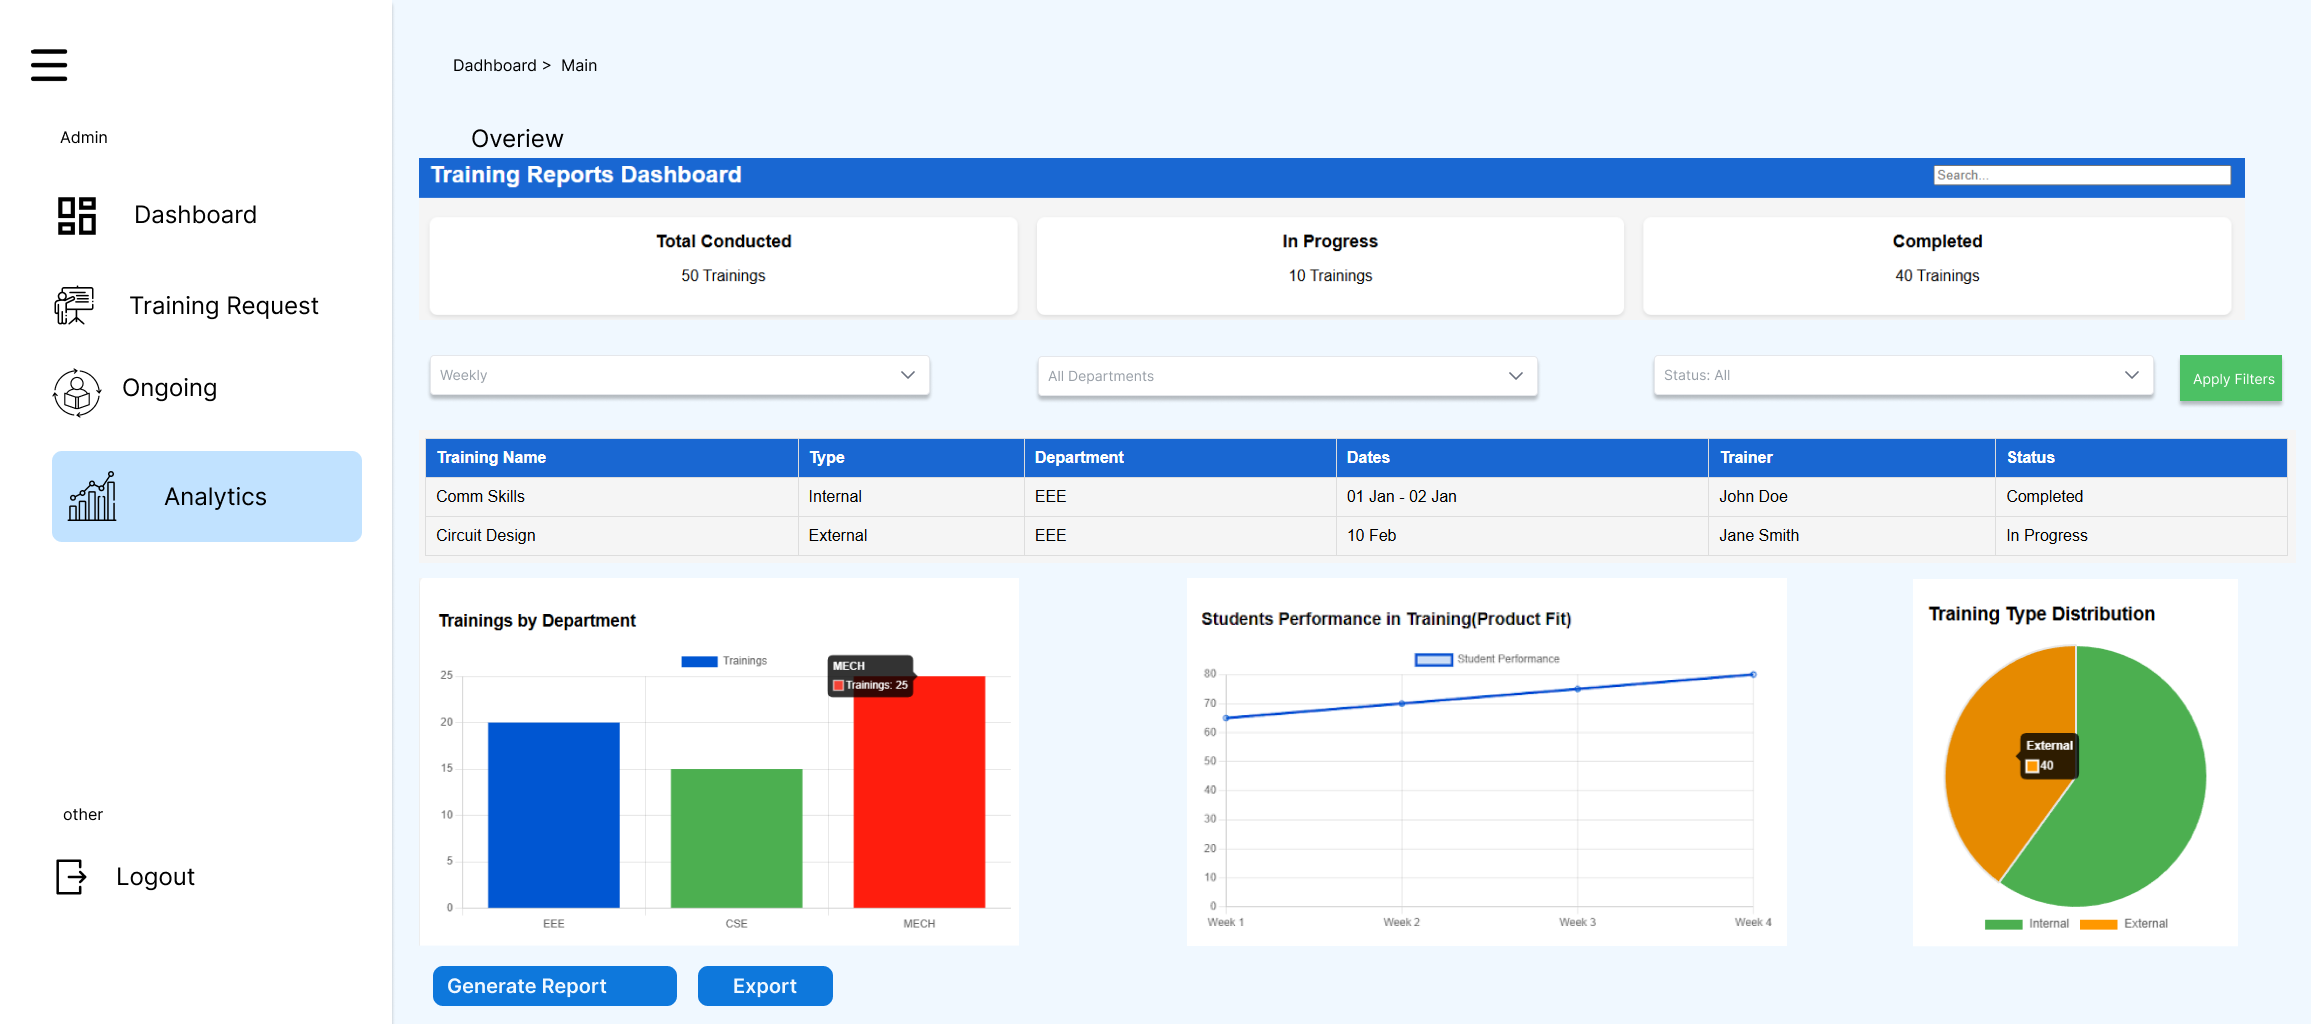 Admin
Dashboard
Training Request
Ongoing
Analytics
other
Logout
Dadhboard > Main
Overiew
Training Reports Dashboard
Search...
Total Conducted
50 Trainings
In Progress
10 Trainings
Completed
40 Trainings
Weekly
All Departments
Status: All
Apply Filters
Training Name Type Department Dates Trainer Status
Comm Skills Internal EEE 01 Jan - 02 Jan John Doe Completed
Circuit Design External EEE 10 Feb Jane Smith In Progress
Trainings by Department
Trainings
MECH
Trainings: 25
25
20
15
10
5
0
EEE CSE MECH
Students Performance in Training(Product Fit)
Student Performance
80
70
60
50
40
30
20
10
0
Week 1 Week 2 Week 3 Week 4
Training Type Distribution
External
40
Internal External
Generate Report
Export